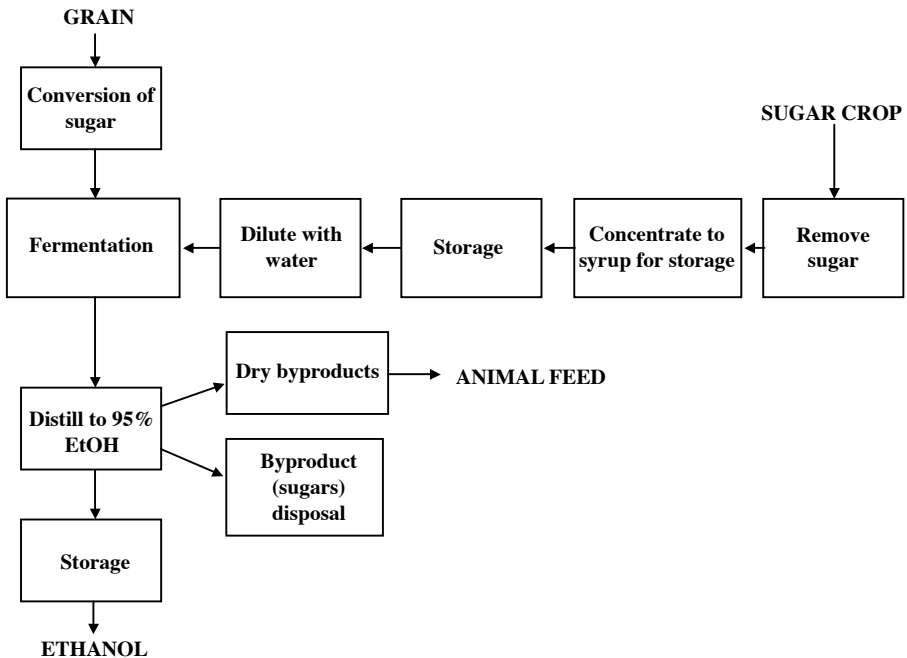 GRAIN
Conversion of
sugar
SUGAR CROP
Fermentation
Dilute with
water
Storage
Concentrate to
syrup for storage
Remove
sugar
Dry byproducts
ANIMAL FEED
Distill to 95%
EtOH
Byproduct
(sugars)
disposal
Storage
ETHANOL